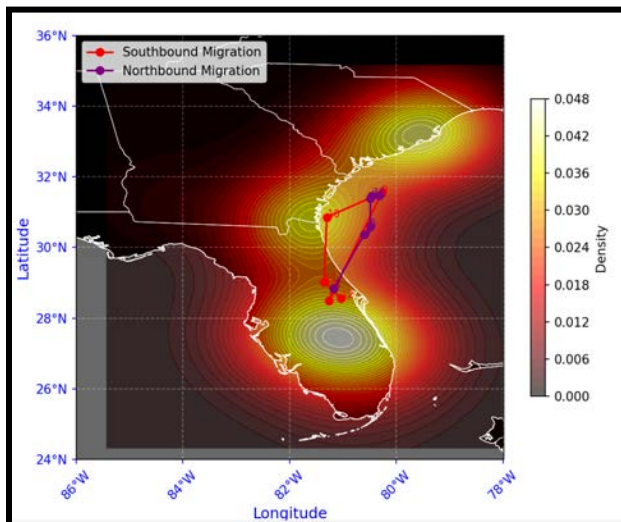 36°N
34°N
32°N
30°N
28°N
26°N
24°N
Latitude
Southbound Migration
Northbound Migration
86°W
84°W
82°W
80°W
78°W
Longitude
0.048
0.042
0.036
0.030
0.024
0.018
0.012
0.006
0.000
Density